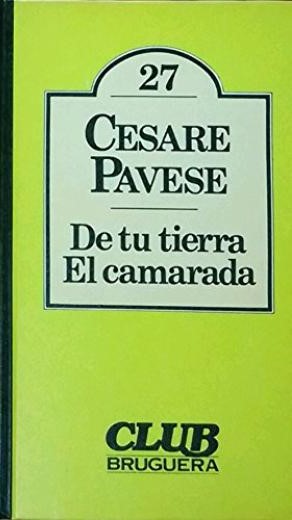 27
CESARE
PAVESE
De tu tierra
El camarada
CLUB
BRUGUERA